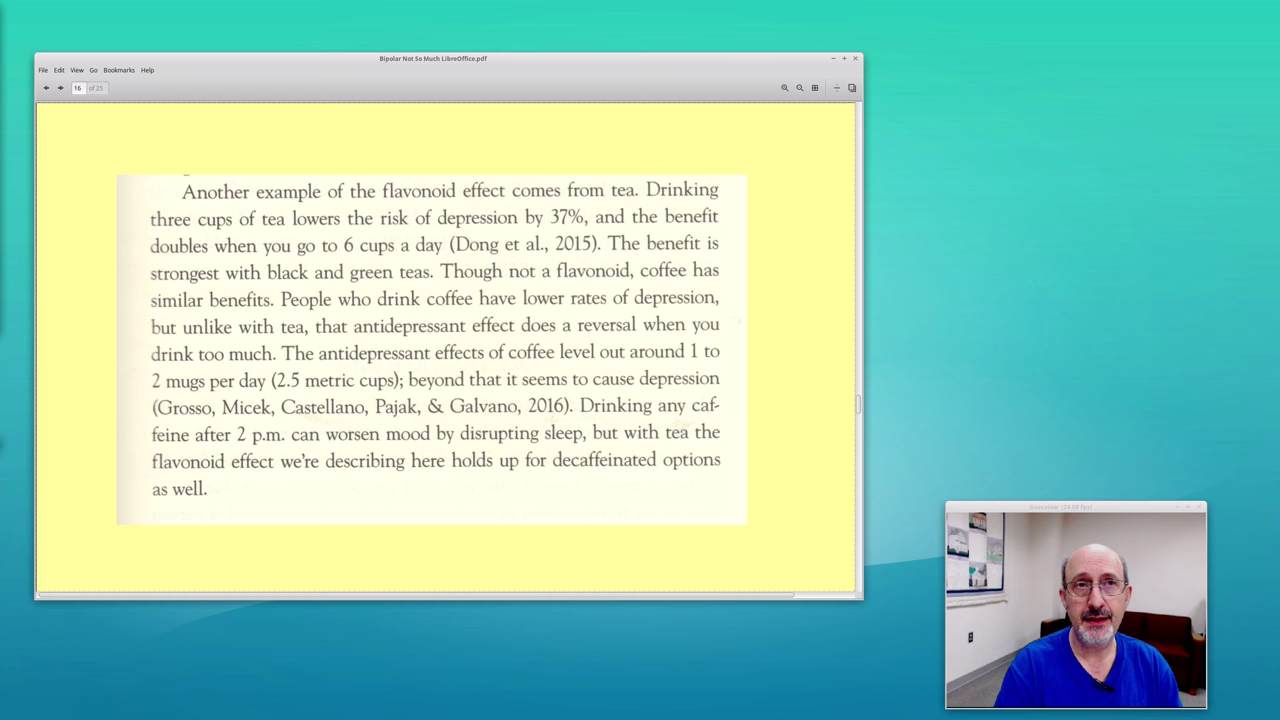 Bipolar Not So Much LibreOffice.pdf
File Edit View Go Bookmarks Help
16 of 25
Another example of the flavonoid effect comes from tea. Drinking
three cups of tea lowers the risk of depression by 37%, and the benefit
doubles when you go to 6 cups a day (Dong et al., 2015). The benefit is
strongest with black and green teas. Though not a flavonoid, coffee has
similar benefits. People who drink coffee have lower rates of depression,
but unlike with tea, that antidepressant effect does a reversal when you
drink too much. The antidepressant effects of coffee level out around 1 to
2 mugs per day (2.5 metric cups); beyond that it seems to cause depression
(Grosso, Micek, Castellano, Pajak, & Galvano, 2016). Drinking any caf-
feine after 2 p.m. can worsen mood by disrupting sleep, but with tea the
flavonoid effect we're describing here holds up for decaffeinated options
as well.